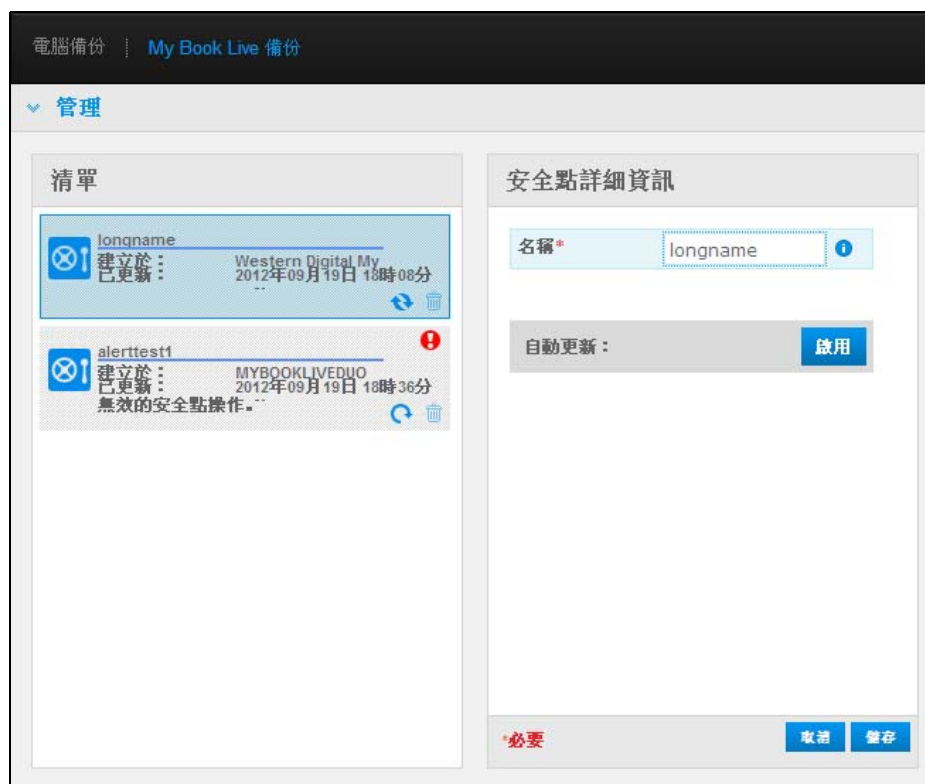 電腦備份 My Book Live 備份
管理
清單
longname
建立於： Western Digital My
已更新： 2012年09月19日 18時08分
alerttest1
建立於： MYBOOKLIVEDUO
已更新： 2012年09月19日 18時36分
無效的安全點操作。
安全點詳細資訊
名稱* longname
自動更新： 啟用
*必要 取消 儲存